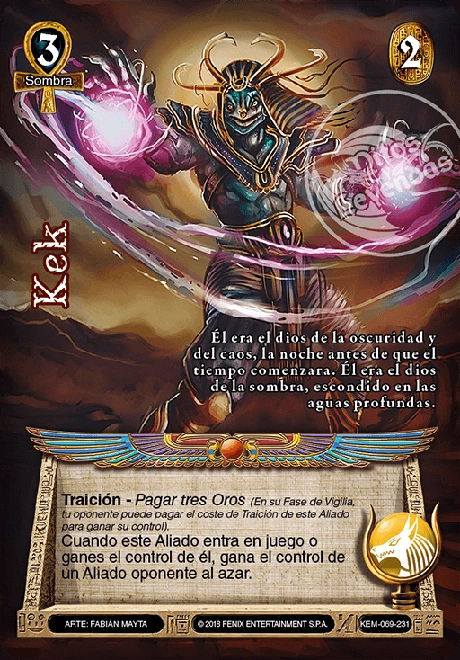 3
Sombra
2
Mitos
Leyendas
Kek
Él era el dios de la oscuridad y
del caos, la noche antes de que el
tiempo comenzara. Él era el dios
de la sombra, escondido en las
aguas profundas.
Traición - Pagar tres Oros (En su Fase de Vigilia,
tu oponente puede pagar el coste de Traición de este Aliado
para ganar su control).
Cuando este Aliado entra en juego o
ganes el control de él, gana el control de
un Aliado oponente al azar.
ARTE: FABIAN MAYTA
© 2018 FENIX ENTERTAINMENT S.P.A.
KEM-069-231